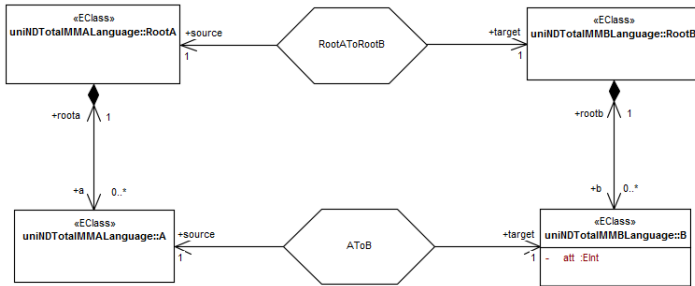 «EClass»
uniNDTotalMMALanguage::RootA
+source
1
RootAToRootB
+target
1
«EClass»
uniNDTotalMMBLanguage::RootB
+roota
1
+rootb
1
+a
0..*
+b
0..*
«EClass»
uniNDTotalMMALanguage::A
+source
1
AToB
+target
1
«EClass»
uniNDTotalMMBLanguage::B
- att :EInt